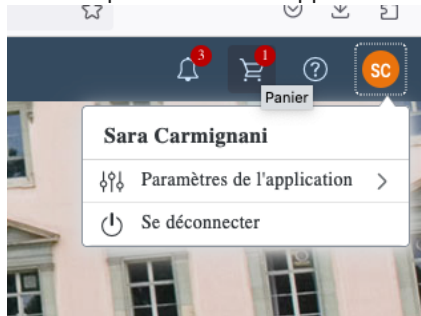 3
1
?
SC
Panier
Sara Carmignani
Paramètres de l'application
Se déconnecter